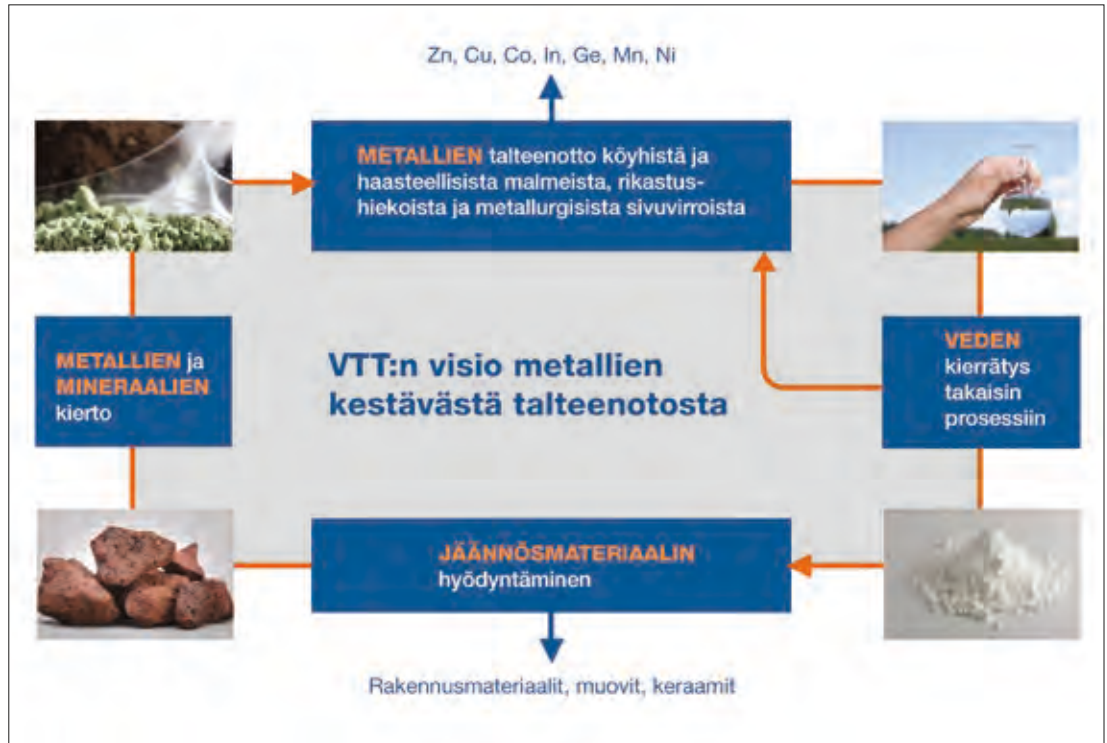 Zn, Cu, Co, In, Ge, Mn, Ni
METALLIEN talteenotto köyhistä ja
haasteellisista malmeista, rikastus-
hiekoista ja metallurgisista sivuvirroista
METALLIEN ja
MINERAALIEN
kierto
VTT:n visio metallien
kestävästä talteenotosta
VEDEN
kierrätys
takaisin
prosessiin
JÄÄNNÖSMATERIAALIN
hyödyntäminen
Rakennusmateriaalit, muovit, keraamit